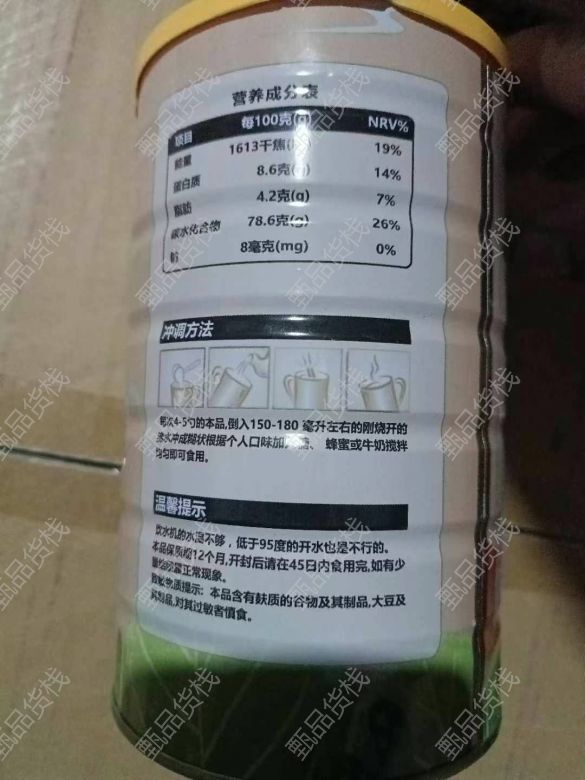 营养成分表
项目 每100克(g) NRV%
能量 1613千焦 19%
蛋白质 8.6克 14%
脂肪 4.2克(g) 7%
碳水化合物 78.6克(g) 26%
钠 8毫克(mg) 0%
冲调方法
每次4-5勺的本品,倒入150-180 毫升左右的刚烧开的
沸水冲成糊状根据个人口味加 糖、 蜂蜜或牛奶搅拌
均匀即可食用。
温馨提示
饮水机的水温不够，低于95度的开水也是不行的。
本品保质期12个月,开封后请在45日内食用完,如有少
正常现象。
致敏物质提示：本品含有麸质的谷物及其制品,大豆及
其制品,对其过敏者慎食。
甄品货栈